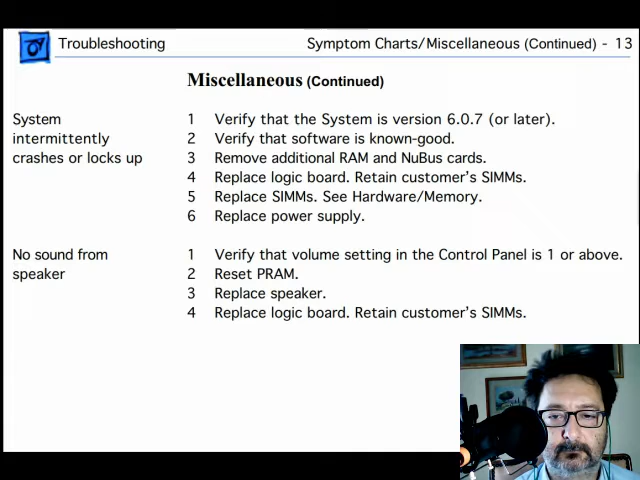 Troubleshooting
Symptom Charts/Miscellaneous (Continued) - 13
Miscellaneous (Continued)
System intermittently crashes or locks up
1 Verify that the System is version 6.0.7 (or later).
2 Verify that software is known-good.
3 Remove additional RAM and NuBus cards.
4 Replace logic board. Retain customer's SIMMs.
5 Replace SIMMs. See Hardware/Memory.
6 Replace power supply.
No sound from speaker
1 Verify that volume setting in the Control Panel is 1 or above.
2 Reset PRAM.
3 Replace speaker.
4 Replace logic board. Retain customer's SIMMs.